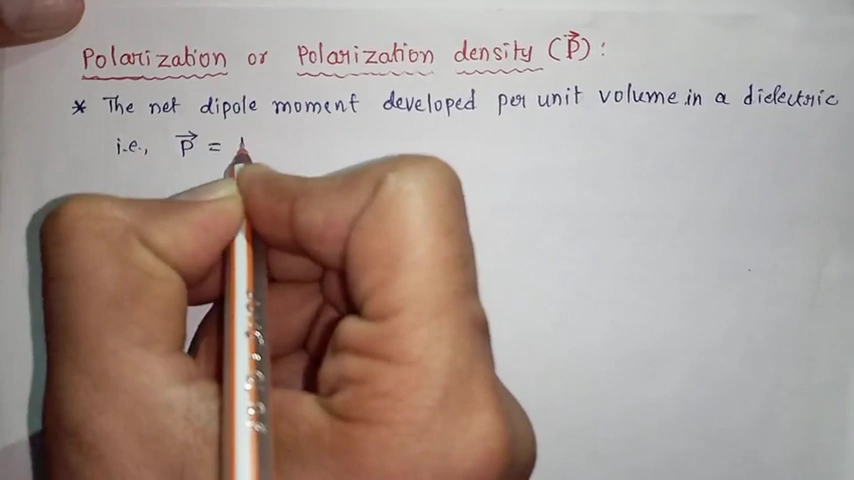 Polarization or Polarization density (P⃗):
* The net dipole moment developed per unit volume in a dielectric
i.e., P⃗ =